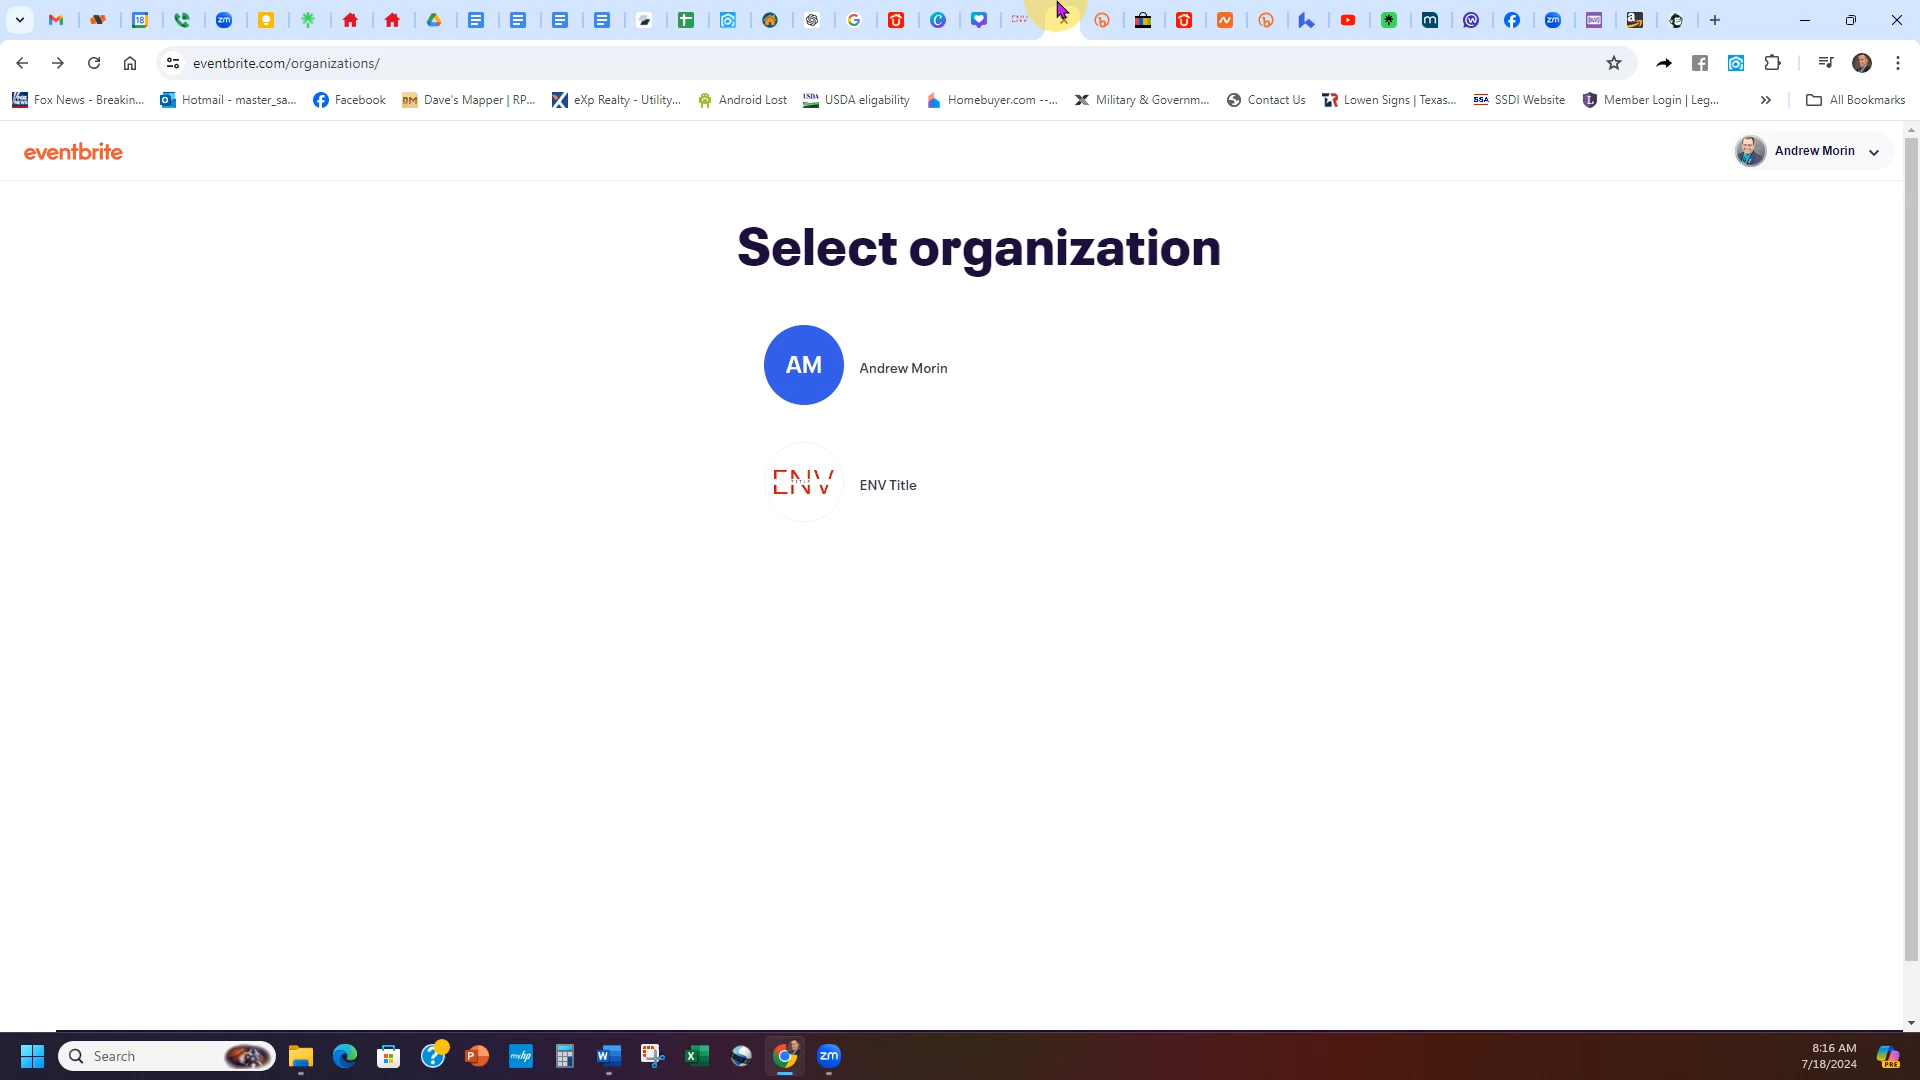 eventbrite.com/organizations/
Fox News - Breakin...
Hotmail - master_sa...
Facebook
Dave's Mapper | RP...
eXp Realty - Utility...
Android Lost
USDA eligability
Homebuyer.com --...
Military & Governm...
Contact Us
Lowen Signs | Texas...
SSDI Website
Member Login | Leg...
All Bookmarks
eventbrite
Andrew Morin
Select organization
AM
Andrew Morin
ENV
TITLE
ENV Title
Search
8:16 AM
7/18/2024